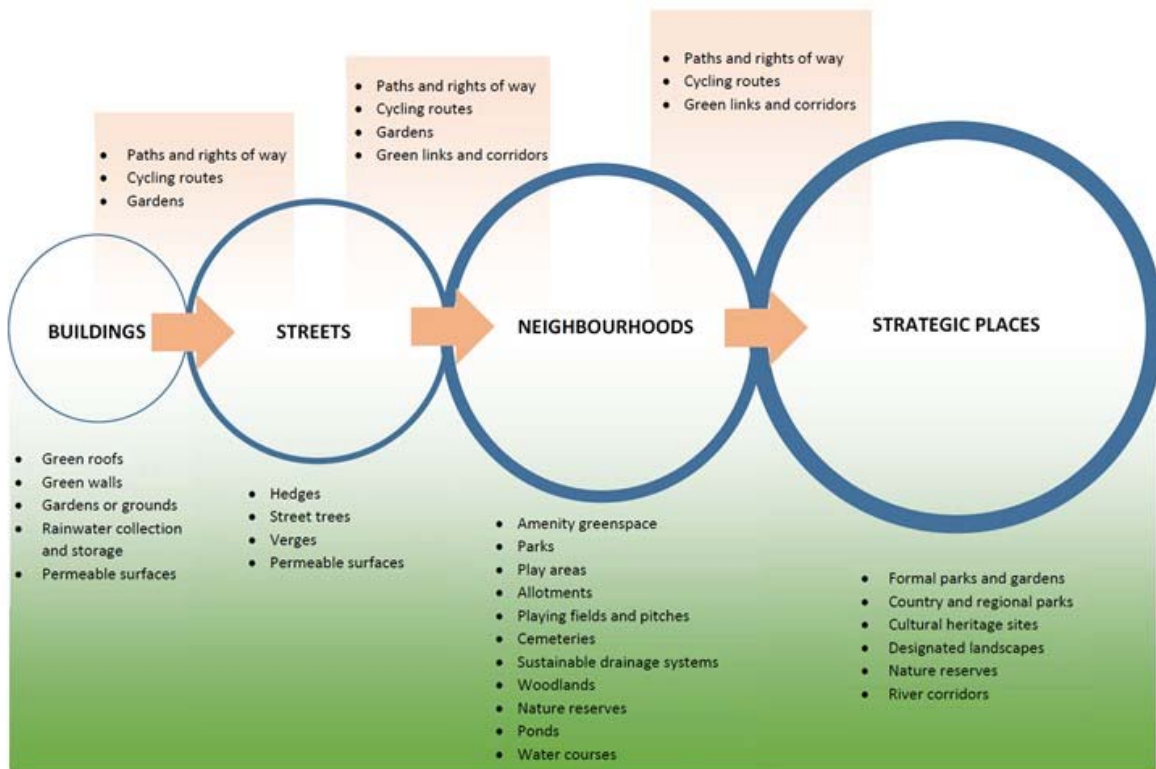 • Paths and rights of way
• Cycling routes
• Gardens
• Paths and rights of way
• Cycling routes
• Gardens
• Green links and corridors
• Paths and rights of way
• Cycling routes
• Green links and corridors
BUILDINGS
STREETS
NEIGHBOURHOODS
STRATEGIC PLACES
• Green roofs
• Green walls
• Gardens or grounds
• Rainwater collection
and storage
• Permeable surfaces
• Hedges
• Street trees
• Verges
• Permeable surfaces
• Amenity greenspace
• Parks
• Play areas
• Allotments
• Playing fields and pitches
• Cemeteries
• Sustainable drainage systems
• Woodlands
• Nature reserves
• Ponds
• Water courses
• Formal parks and gardens
• Country and regional parks
• Cultural heritage sites
• Designated landscapes
• Nature reserves
• River corridors